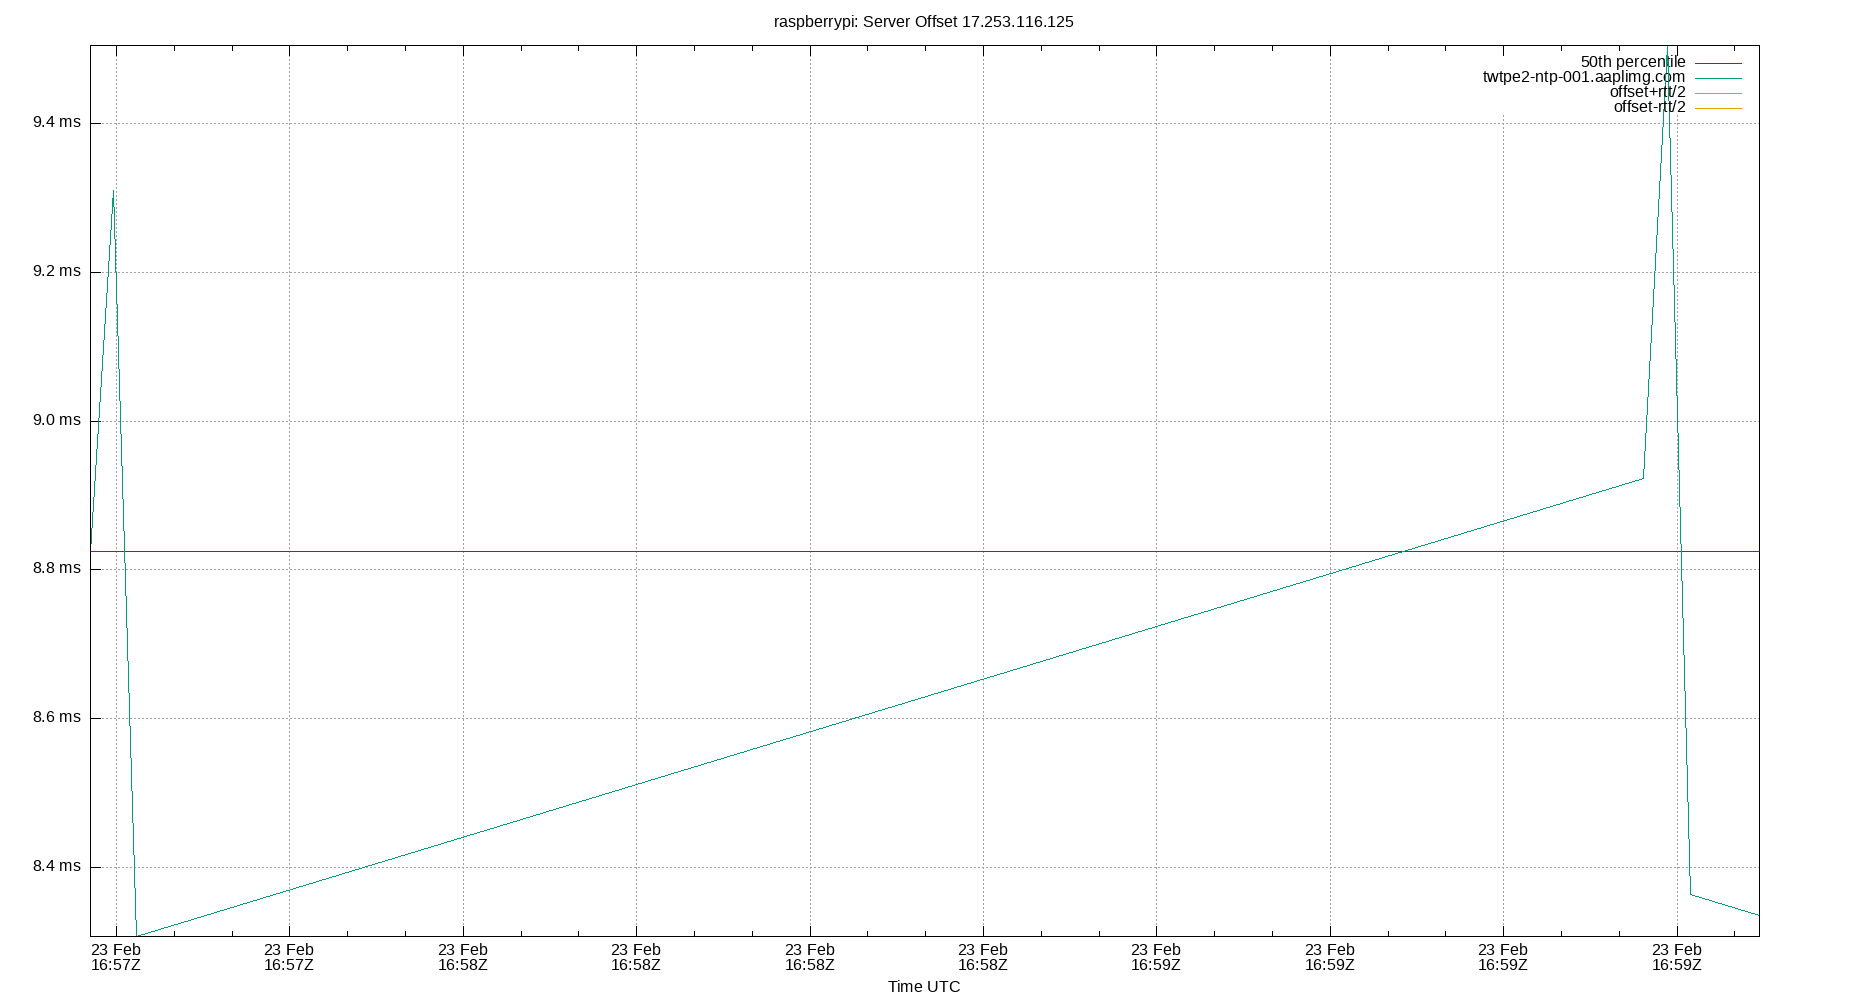 raspberrypi: Server Offset 17.253.116.125
50th percentile
twtpe2-ntp-001.aaplimg.com
offset+rtt/2
offset-rtt/2
9.4 ms
9.2 ms
9.0 ms
8.8 ms
8.6 ms
8.4 ms
23 Feb 23 Feb 23 Feb 23 Feb 23 Feb 23 Feb 23 Feb 23 Feb 23 Feb 23 Feb
16:57Z 16:57Z 16:58Z 16:58Z 16:58Z 16:58Z 16:59Z 16:59Z 16:59Z 16:59Z
Time UTC